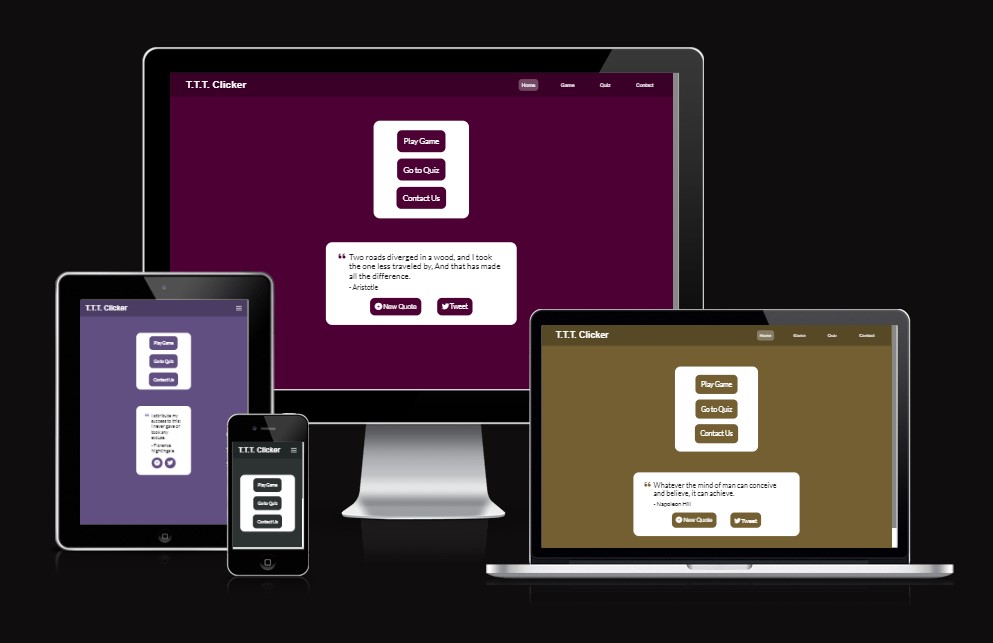 T.T.T. Clicker
Home Game Quiz Contact
Play Game
Go to Quiz
Contact Us
Two roads diverged in a wood, and I took
the one less traveled by, And that has made
all the difference.
- Aristotle
New Quote Tweet
T.T.T. Clicker
Play Game
Go to Quiz
Contact Us
I attribute my
success to this:
I never gave or
took any
excuse.
- Florence
Nightingale
T.T.T. Clicker
Play Game
Go to Quiz
Contact Us
T.T.T. Clicker
Home Game Quiz Contact
Play Game
Go to Quiz
Contact Us
Whatever the mind of man can conceive
and believe, it can achieve.
- Napoleon Hill
New Quote Tweet